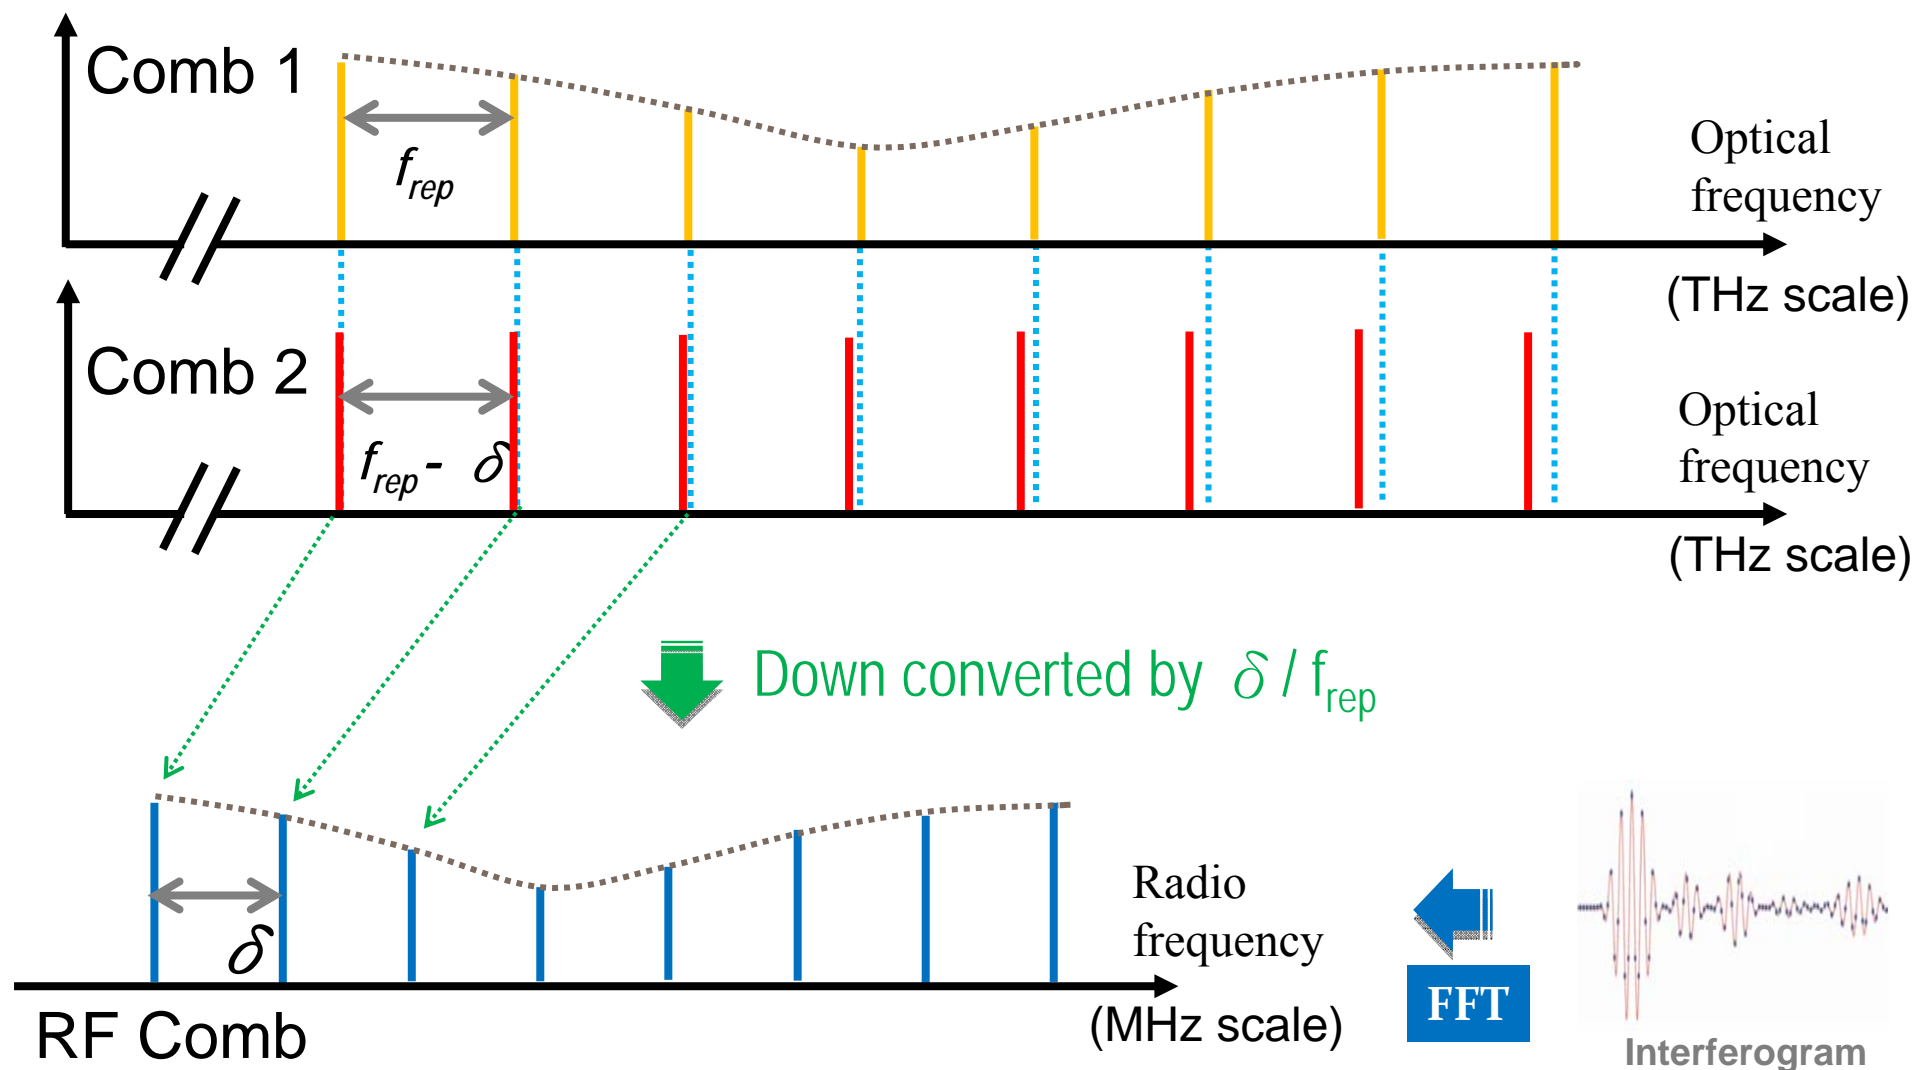 Comb 1
f_rep
Optical
frequency
(THz scale)
Comb 2
f_rep - δ
Optical
frequency
(THz scale)
Down converted by δ / f_rep
δ
Radio
frequency
(MHz scale)
RF Comb
FFT
Interferogram